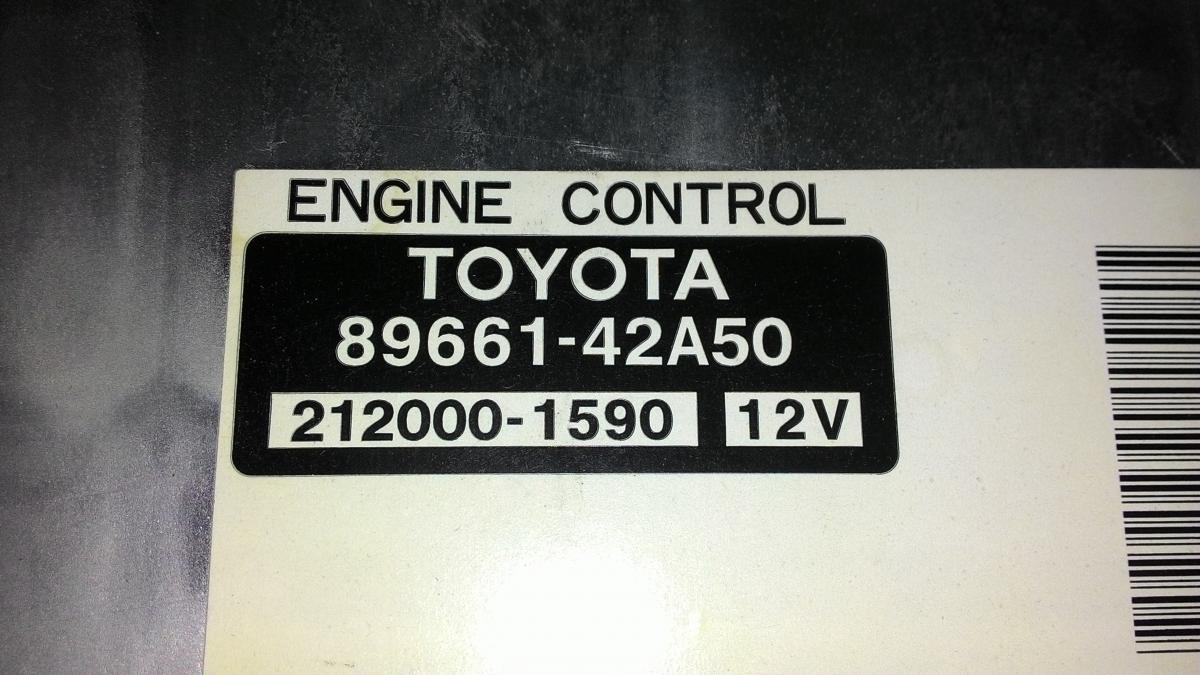 ENGINE CONTROL
TOYOTA
89661-42A50
212000-1590 12V